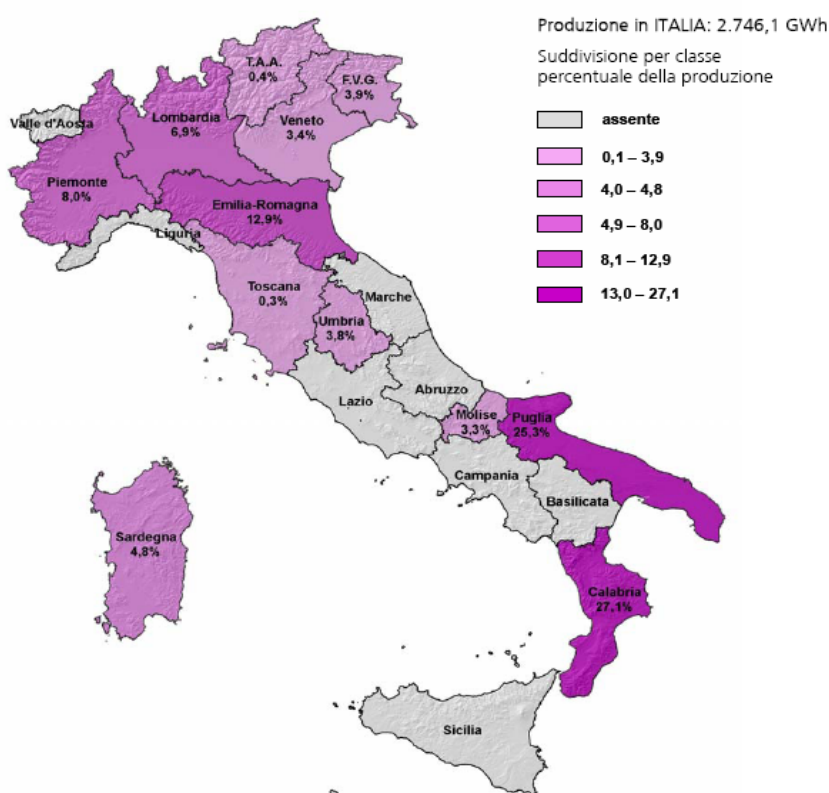 Produzione in ITALIA: 2.746,1 GWh
Suddivisione per classe
percentuale della produzione
assente
0,1 – 3,9
4,0 – 4,8
4,9 – 8,0
8,1 – 12,9
13,0 – 27,1
T.A.A.
0,4%
F.V.G.
3,9%
Valle d'Aosta
Lombardia
6,9%
Veneto
3,4%
Piemonte
8,0%
Emilia-Romagna
12,9%
Liguria
Toscana
0,3%
Marche
Umbria
3,8%
Lazio
Abruzzo
Molise
3,3%
Puglia
25,3%
Campania
Basilicata
Sardegna
4,8%
Calabria
27,1%
Sicilia